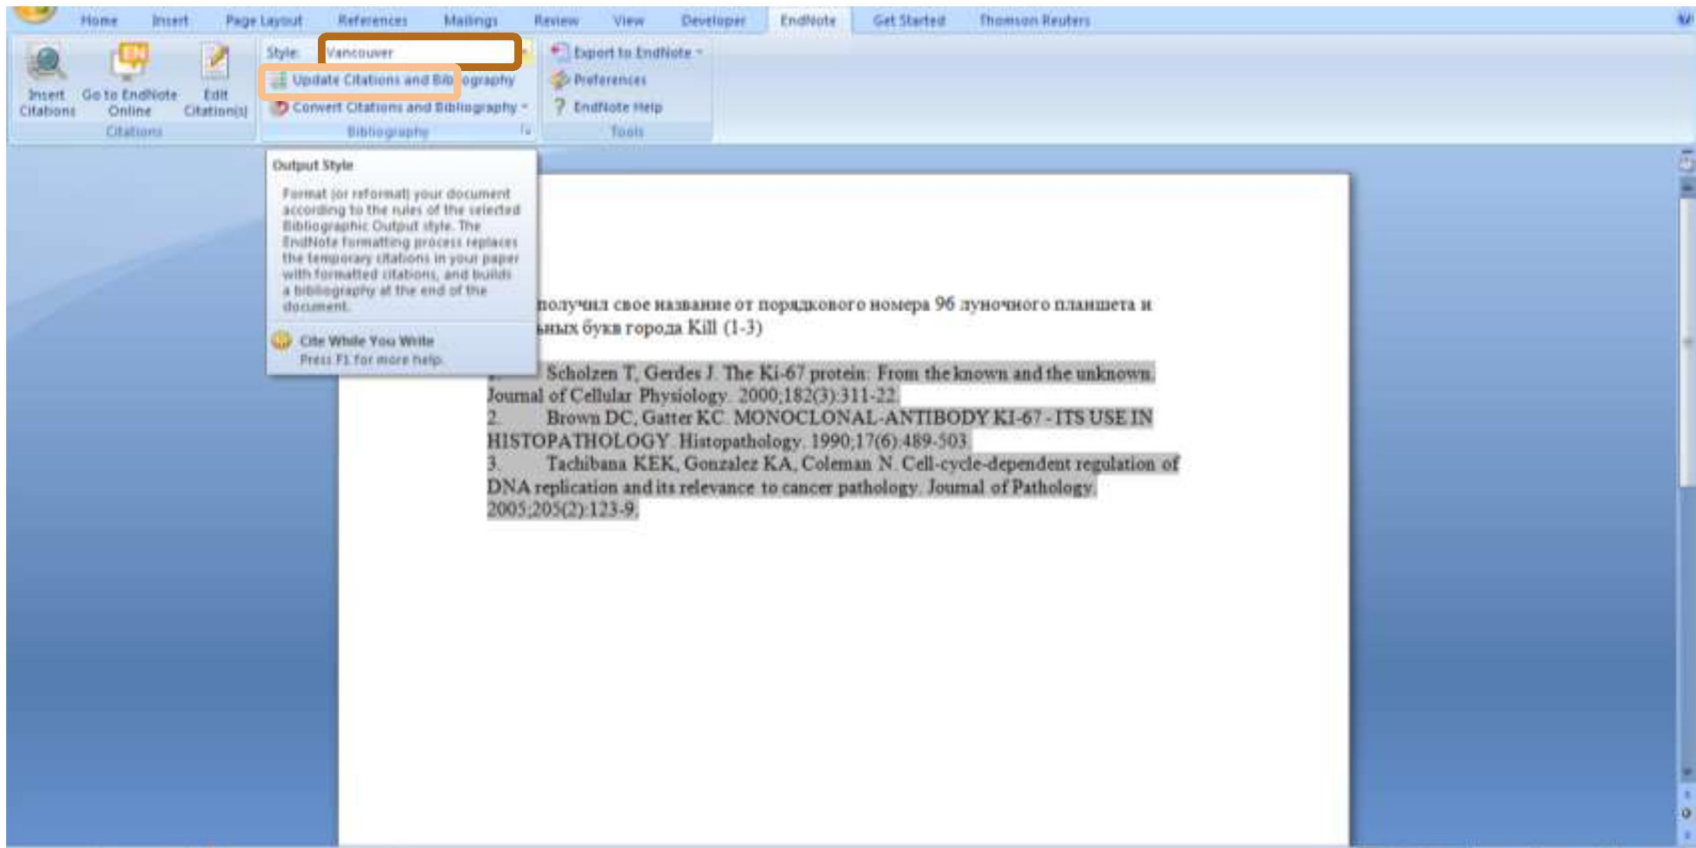 Home Insert Page Layout References Mailings Review View Developer EndNote Get Started Thomson Reuters
Style: Vancouver
Update Citations and Bibliography
Convert Citations and Bibliography
Insert Citations
Go to EndNote Online
Edit Citation(s)
Export to EndNote
Preferences
EndNote Help
Citations Bibliography Tools
Output Style
Format (or reformat) your document
according to the rules of the selected
Bibliographic Output style. The
EndNote formatting process replaces
the temporary citations in your paper
with formatted citations, and builds
a bibliography at the end of the
document.
Cite While You Write
Press F1 for more help.
получил свое название от порядкового номера 96 луночного планшета и
ьных букв города Kill (1-3)
1. Scholzen T, Gerdes J. The Ki-67 protein: From the known and the unknown.
Journal of Cellular Physiology. 2000;182(3):311-22.
2. Brown DC, Gatter KC. MONOCLONAL-ANTIBODY KI-67 - ITS USE IN
HISTOPATHOLOGY. Histopathology. 1990;17(6):489-503.
3. Tachibana KEK, Gonzalez KA, Coleman N. Cell-cycle-dependent regulation of
DNA replication and its relevance to cancer pathology. Journal of Pathology.
2005;205(2):123-9.